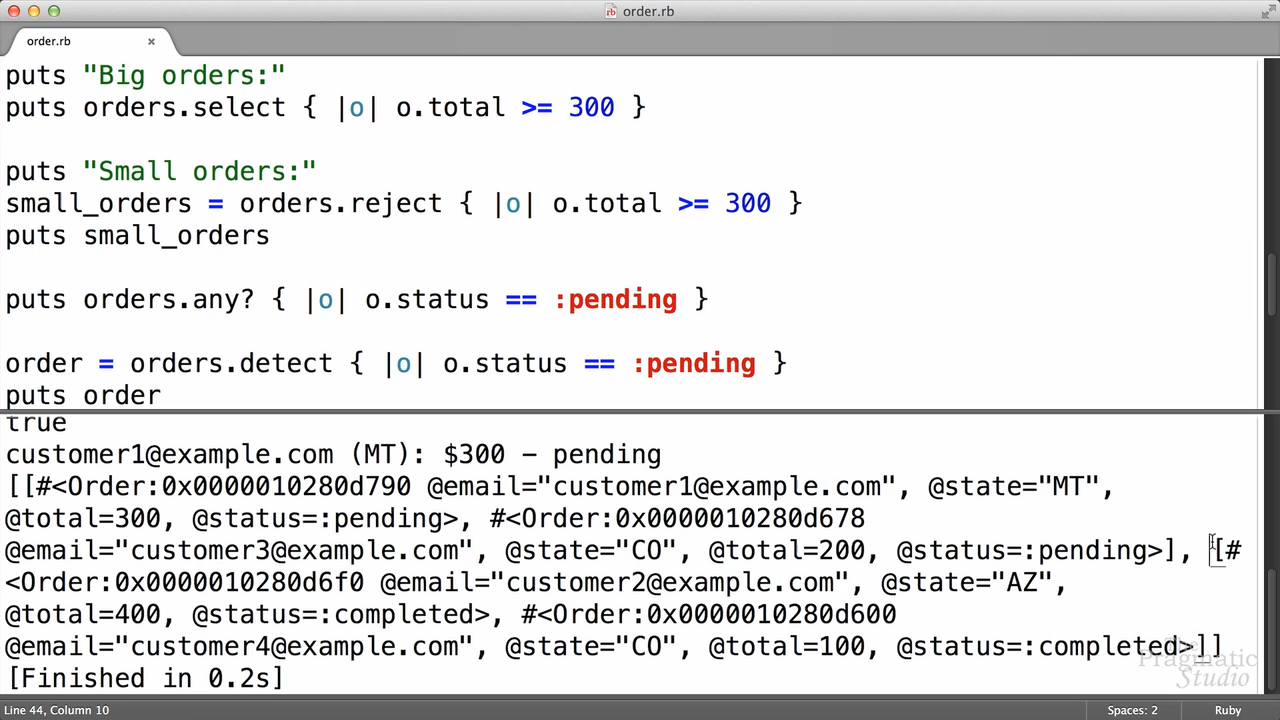 order.rb
order.rb
puts "Big orders:"
puts orders.select { |o| o.total >= 300 }
puts "Small orders:"
small_orders = orders.reject { |o| o.total >= 300 }
puts small_orders
puts orders.any? { |o| o.status == :pending }
order = orders.detect { |o| o.status == :pending }
puts order
true
customer1@example.com (MT): $300 - pending
[[#<Order:0x0000010280d790 @email="customer1@example.com", @state="MT",
@total=300, @status=:pending>, #<Order:0x0000010280d678
@email="customer3@example.com", @state="CO", @total=200, @status=:pending>], [#
<Order:0x0000010280d6f0 @email="customer2@example.com", @state="AZ",
@total=400, @status=:completed>, #<Order:0x0000010280d600
@email="customer4@example.com", @state="CO", @total=100, @status=:completed>]]
[Finished in 0.2s]
The
Pragmatic
Studio
Line 44, Column 10
Spaces: 2
Ruby